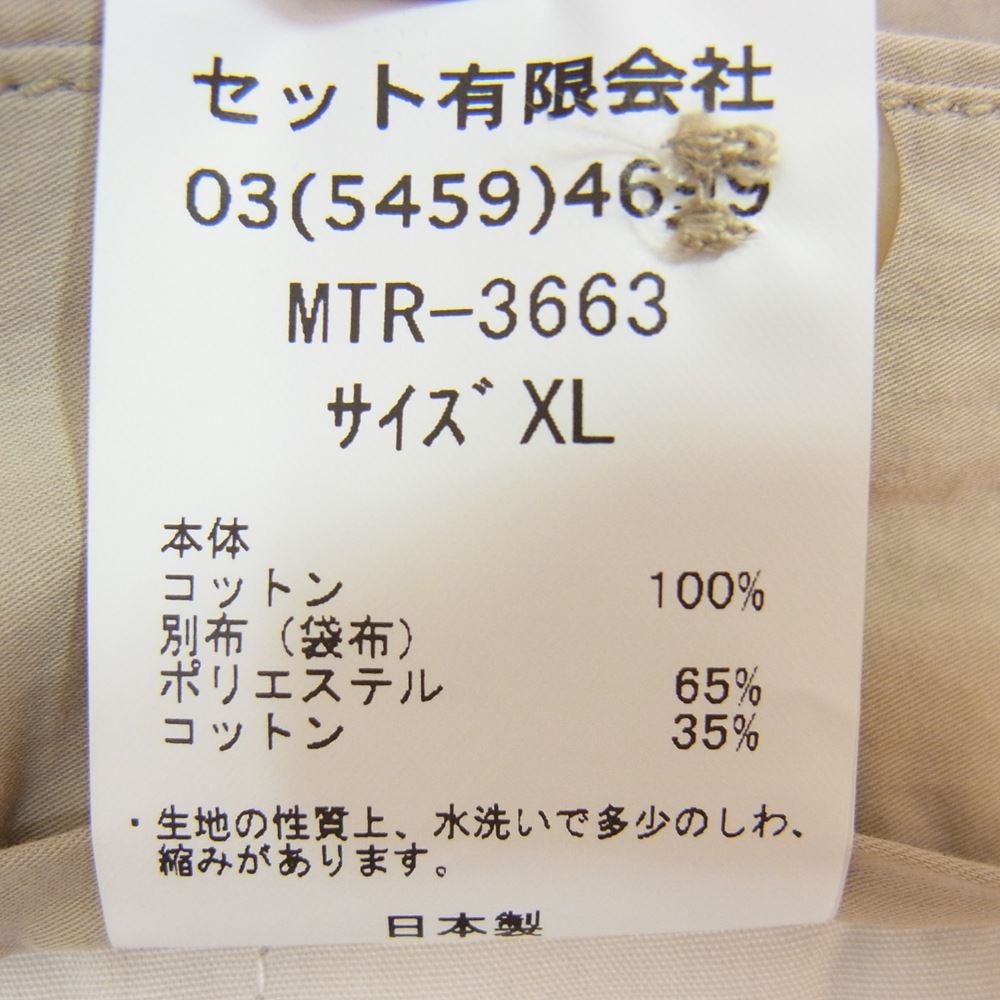 セット有限会社
MTR-3663
サイズ XL
本体
コットン 100%
別布（袋布）
ポリエステル 65%
コットン 35%
・生地の性質上、水洗いで多少のしわ、
縮みがあります。
日本製